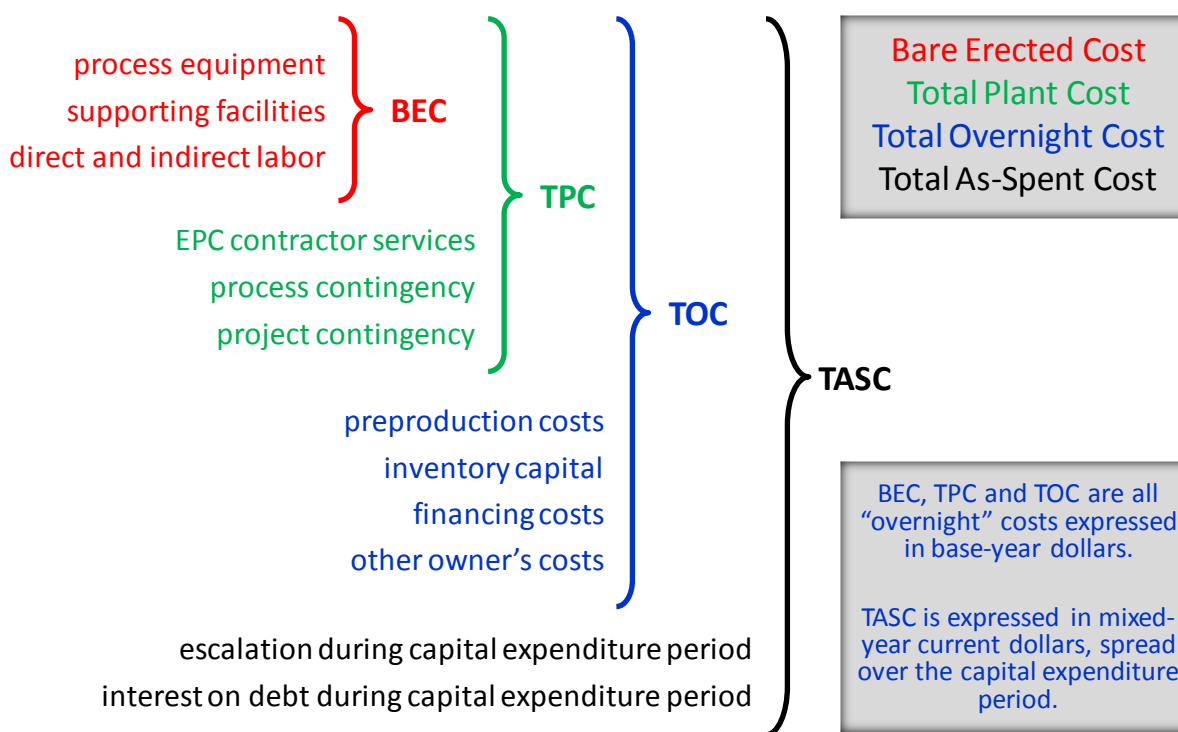 process equipment
supporting facilities
direct and indirect labor
BEC
EPC contractor services
process contingency
project contingency
TPC
preproduction costs
inventory capital
financing costs
other owner's costs
TOC
escalation during capital expenditure period
interest on debt during capital expenditure period
TASC
Bare Erected Cost
Total Plant Cost
Total Overnight Cost
Total As-Spent Cost
BEC, TPC and TOC are all
“overnight” costs expressed
in base-year dollars.
TASC is expressed in mixed-
year current dollars, spread
over the capital expenditure
period.